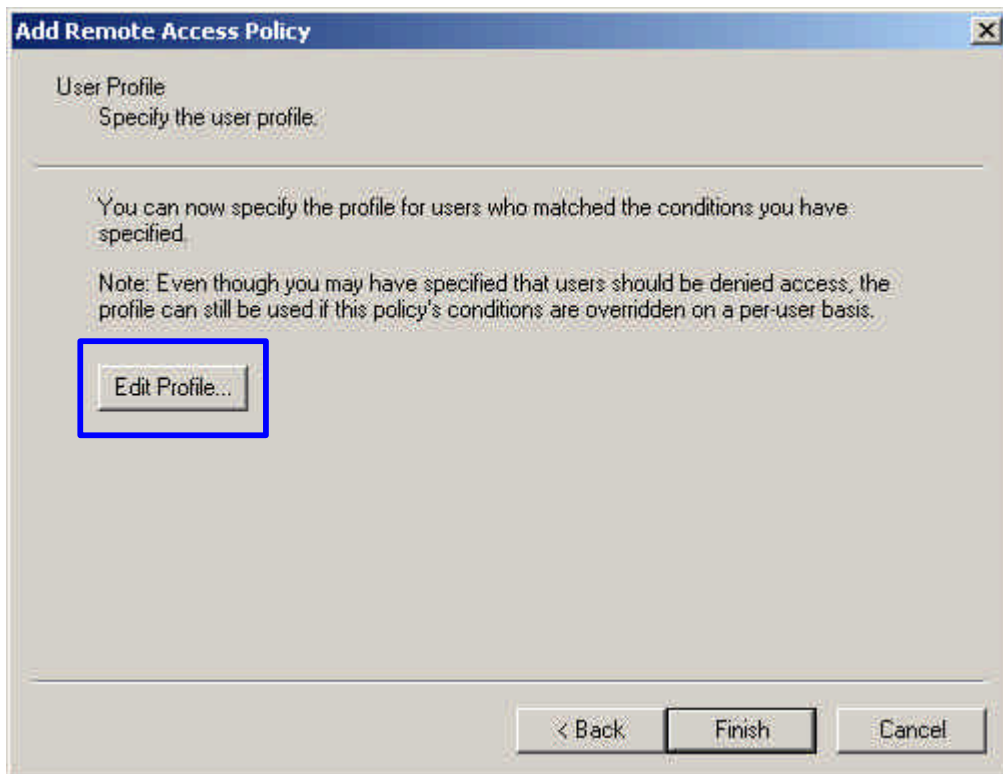 Add Remote Access Policy
User Profile
Specify the user profile.
You can now specify the profile for users who matched the conditions you have
specified.
Note: Even though you may have specified that users should be denied access, the
profile can still be used if this policy's conditions are overridden on a per-user basis.
Edit Profile...
< Back
Finish
Cancel